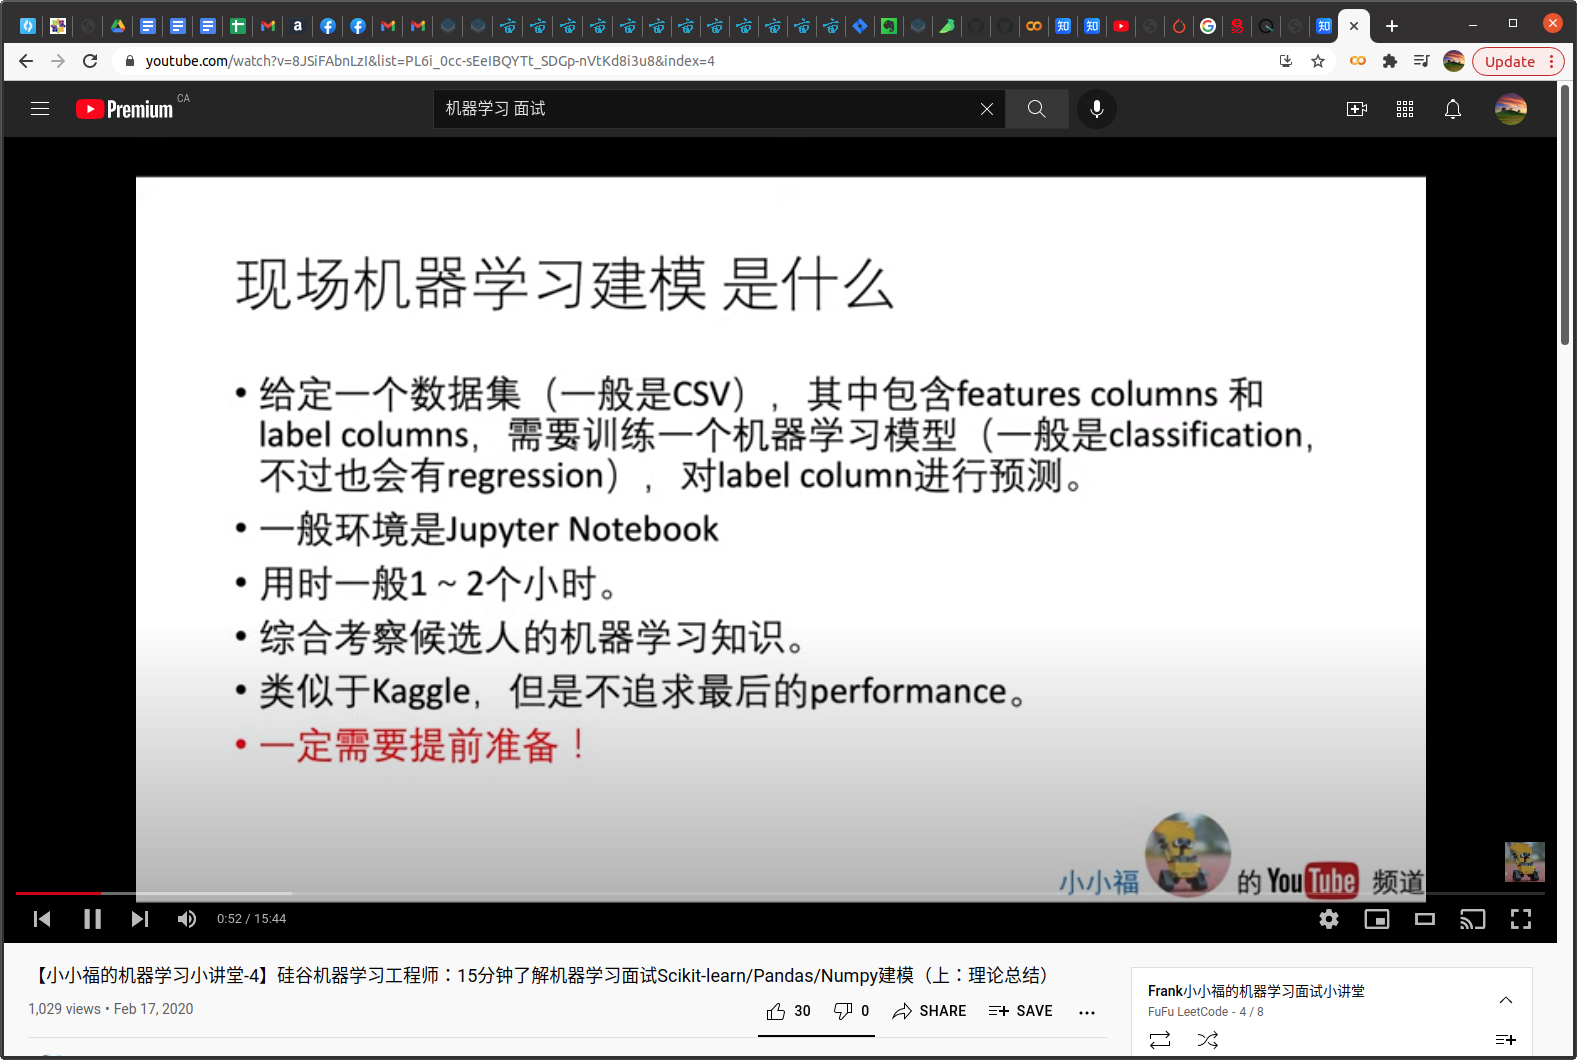 youtube.com/watch?v=8JSiFAbnLzI&list=PL6i_0cc-sEeIBQYTt_SDGp-nVtKd8i3u8&index=4
Update
Premium CA
机器学习 面试
现场机器学习建模 是什么
• 给定一个数据集（一般是CSV），其中包含features columns 和
label columns，需要训练一个机器学习模型（一般是classification，
不过也会有regression），对label column进行预测。
• 一般环境是Jupyter Notebook
• 用时一般1 ~ 2个小时。
• 综合考察候选人的机器学习知识。
• 类似于Kaggle，但是不追求最后的performance。
• 一定需要提前准备！
小小福 的 YouTube 频道
0:52 / 15:44
【小小福的机器学习小讲堂-4】硅谷机器学习工程师：15分钟了解机器学习面试Scikit-learn/Pandas/Numpy建模（上：理论总结）
1,029 views • Feb 17, 2020
30 0 SHARE SAVE
Frank小小福的机器学习面试小讲堂
FuFu LeetCode - 4 / 8